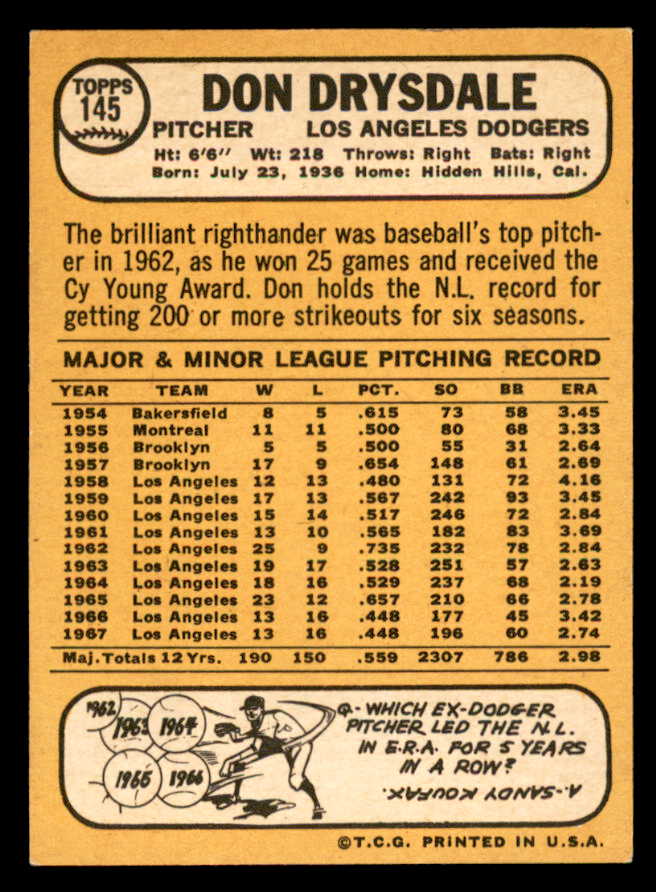 TOPPS
145
DON DRYSDALE
PITCHER LOS ANGELES DODGERS
Ht: 6'6" Wt: 218 Throws: Right Bats: Right
Born: July 23, 1936 Home: Hidden Hills, Cal.
The brilliant righthander was baseball's top pitch-
er in 1962, as he won 25 games and received the
Cy Young Award. Don holds the N.L. record for
getting 200 or more strikeouts for six seasons.
MAJOR & MINOR LEAGUE PITCHING RECORD
YEAR TEAM W L PCT. SO BB ERA
1954 Bakersfield 8 5 .615 73 58 3.45
1955 Montreal 11 11 .500 80 68 3.33
1956 Brooklyn 5 5 .500 55 31 2.64
1957 Brooklyn 17 9 .654 148 61 2.69
1958 Los Angeles 12 13 .480 131 72 4.16
1959 Los Angeles 17 13 .567 242 93 3.45
1960 Los Angeles 15 14 .517 246 72 2.84
1961 Los Angeles 13 10 .565 182 83 3.69
1962 Los Angeles 25 9 .735 232 78 2.84
1963 Los Angeles 19 17 .528 251 57 2.63
1964 Los Angeles 18 16 .529 237 68 2.19
1965 Los Angeles 23 12 .657 210 66 2.78
1966 Los Angeles 13 16 .448 177 45 3.42
1967 Los Angeles 13 16 .448 196 60 2.74
Maj. Totals 12 Yrs. 190 150 .559 2307 786 2.98
1962
1963
1964
1965
1966
Q.- WHICH EX-DODGER
PITCHER LED THE N.L.
IN E.R.A. FOR 5 YEARS
IN A ROW?
A.- SANDY KOUFAX.
©T.C.G. PRINTED IN U.S.A.